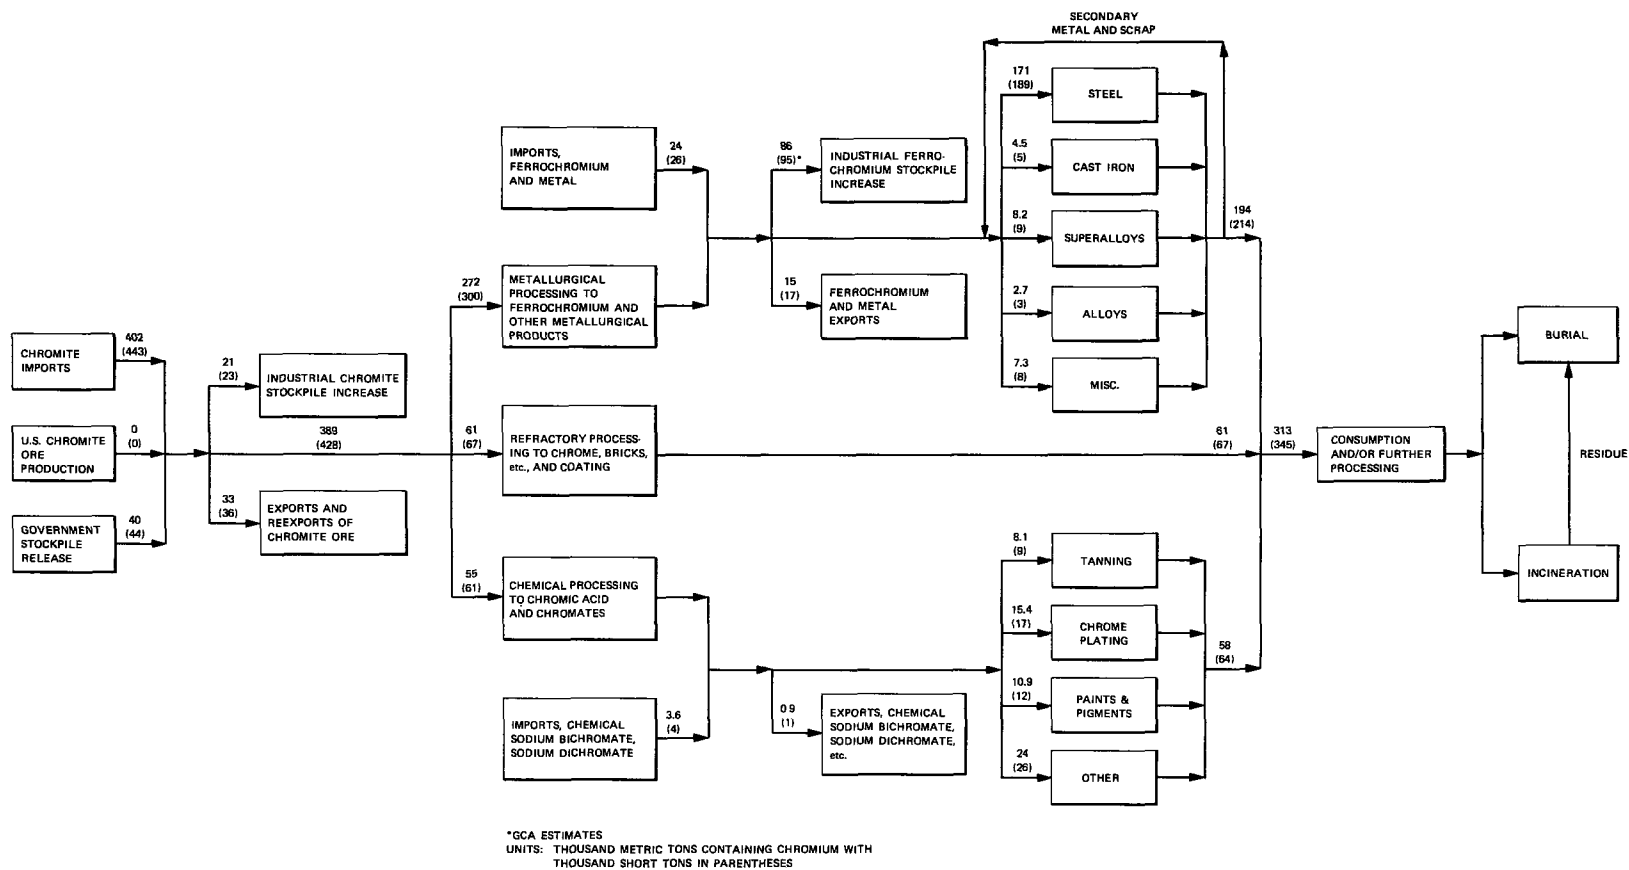 SECONDARY
METAL AND SCRAP
171
(189)
STEEL
4.5
(5)
CAST IRON
8.2
(9)
SUPERALLOYS
2.7
(3)
ALLOYS
7.3
(8)
MISC.
194
(214)
IMPORTS,
FERROCHROMIUM
AND METAL
24
(26)
86
(95)*
INDUSTRIAL FERRO-
CHROMIUM STOCKPILE
INCREASE
272
(300)
METALLURGICAL
PROCESSING TO
FERROCHROMIUM AND
OTHER METALLURGICAL
PRODUCTS
15
(17)
FERROCHROMIUM
AND METAL
EXPORTS
CHROMITE
IMPORTS
402
(443)
21
(23)
INDUSTRIAL CHROMITE
STOCKPILE INCREASE
U.S. CHROMITE
ORE
PRODUCTION
0
(0)
389
(428)
61
(67)
REFRACTORY PROCESS-
ING TO CHROME, BRICKS,
etc., AND COATING
61
(67)
313
(345)
CONSUMPTION
AND/OR FURTHER
PROCESSING
BURIAL
RESIDUE
INCINERATION
GOVERNMENT
STOCKPILE
RELEASE
40
(44)
33
(36)
EXPORTS AND
REEXPORTS OF
CHROMITE ORE
55
(61)
CHEMICAL PROCESSING
TO CHROMIC ACID
AND CHROMATES
IMPORTS, CHEMICAL
SODIUM BICHROMATE,
SODIUM DICHROMATE
3.6
(4)
0.9
(1)
EXPORTS, CHEMICAL
SODIUM BICHROMATE,
SODIUM DICHROMATE,
etc.
8.1
(9)
TANNING
15.4
(17)
CHROME
PLATING
10.9
(12)
PAINTS &
PIGMENTS
24
(26)
OTHER
58
(64)
*GCA ESTIMATES
UNITS: THOUSAND METRIC TONS CONTAINING CHROMIUM WITH
THOUSAND SHORT TONS IN PARENTHESES